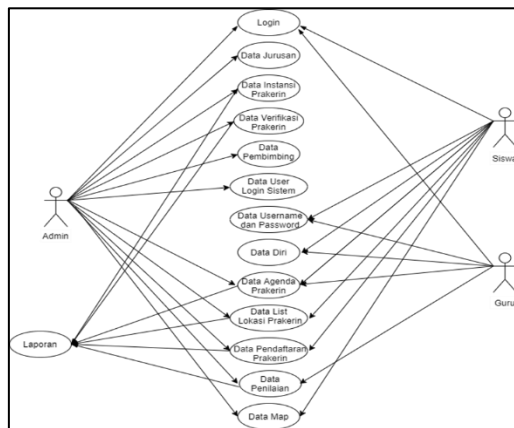 Login
Data Jurusan
Data Instansi
Prakerin
Data Verifikasi
Prakerin
Data
Pembimbing
Data User
Login Sistem
Data Username
dan Password
Data Diri
Data Agenda
Prakerin
Data List
Lokasi Prakerin
Data Pendaftaran
Prakerin
Data
Penilaian
Data Map
Admin
Laporan
Siswa
Guru